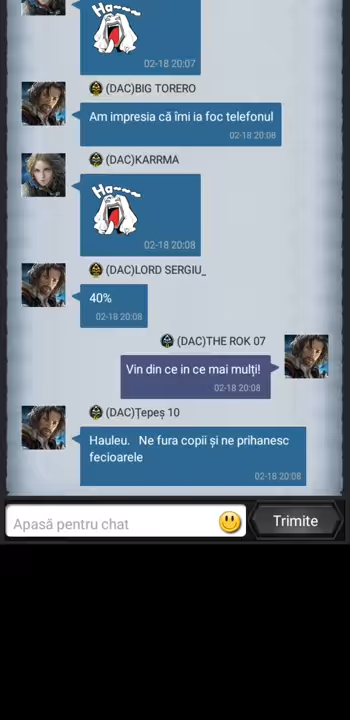 Ha~~~~
02-18 20:07
(DAC)BIG TORERO
Am impresia că îmi ia foc telefonul
02-18 20:08
(DAC)KARRMA
Ha~~~~
02-18 20:08
(DAC)LORD SERGIU_
40%
02-18 20:08
(DAC)THE ROK 07
Vin din ce in ce mai mulți!
02-18 20:08
(DAC)Țepeș 10
Hauleu. Ne fura copii și ne prihanesc
fecioarele
02-18 20:08
Apasă pentru chat
Trimite